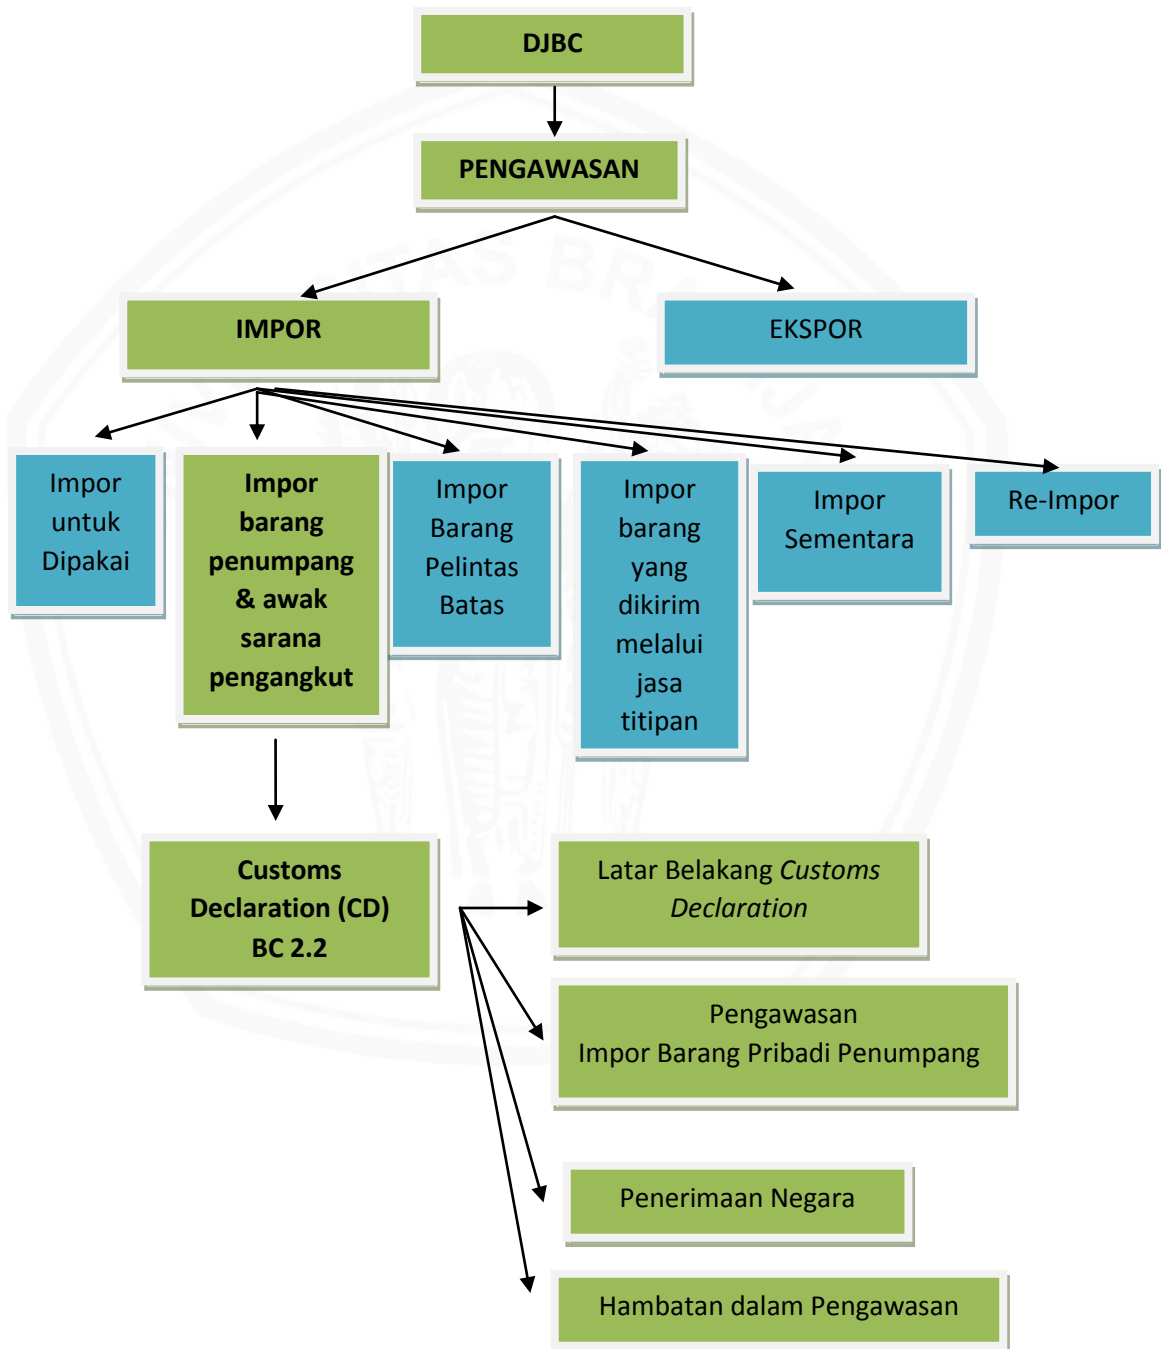 DJBC
PENGAWASAN
IMPOR
EKSPOR
Impor
untuk
Dipakai
Impor
barang
penumpang
& awak
sarana
pengangkut
Impor
Barang
Pelintas
Batas
Impor
barang
yang
dikirim
melalui
jasa
titipan
Impor
Sementara
Re-Impor
Customs
Declaration (CD)
BC 2.2
Latar Belakang Customs
Declaration
Pengawasan
Impor Barang Pribadi Penumpang
Penerimaan Negara
Hambatan dalam Pengawasan